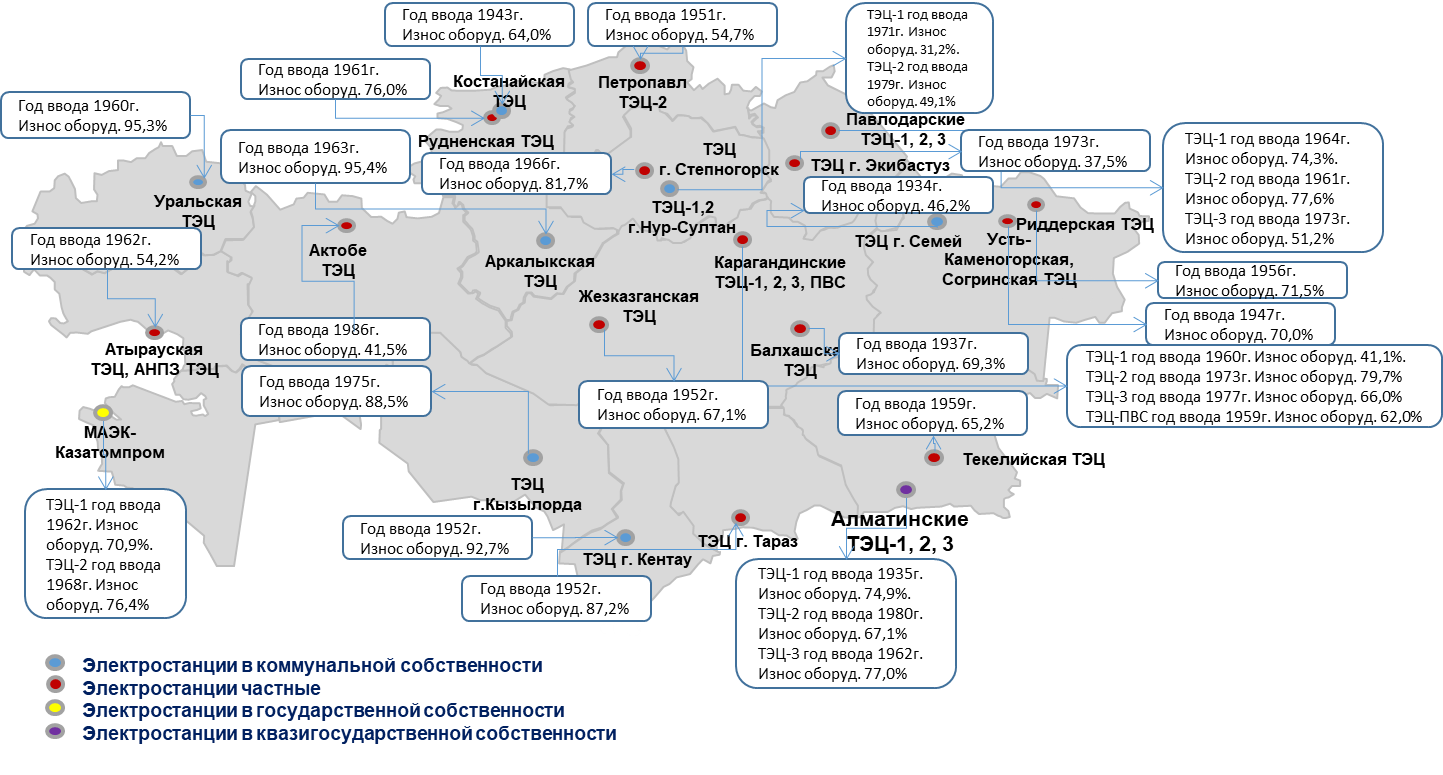 Год ввода 1943г.
Износ оборуд. 64,0%
Год ввода 1951г.
Износ оборуд. 54,7%
ТЭЦ-1 год ввода
1971г. Износ
оборуд. 31,2%.
ТЭЦ-2 год ввода
1979г. Износ
оборуд. 49,1%
Год ввода 1961г.
Износ оборуд. 76,0%
Костанайская
ТЭЦ
Петропавл
ТЭЦ-2
Год ввода 1960г.
Износ оборуд. 95,3%
Рудненская ТЭЦ
Павлодарские
ТЭЦ-1, 2, 3
Год ввода 1963г.
Износ оборуд. 95,4%
Год ввода 1966г.
Износ оборуд. 81,7%
ТЭЦ
г. Степногорск
ТЭЦ г. Экибастуз
Год ввода 1973г.
Износ оборуд. 37,5%
ТЭЦ-1 год ввода 1964г.
Износ оборуд. 74,3%.
ТЭЦ-2 год ввода 1961г.
Износ оборуд. 77,6%
ТЭЦ-3 год ввода 1973г.
Износ оборуд. 51,2%
Уральская
ТЭЦ
ТЭЦ-1,2
г.Нур-Султан
Год ввода 1934г.
Износ оборуд. 46,2%
ТЭЦ г. Семей
Риддерская ТЭЦ
Усть-
Каменогорская,
Согринская ТЭЦ
Год ввода 1962г.
Износ оборуд. 54,2%
Актобе
ТЭЦ
Аркалыкская
ТЭЦ
Карагандинские
ТЭЦ-1, 2, 3, ПВС
Год ввода 1956г.
Износ оборуд. 71,5%
Жезказганская
ТЭЦ
Год ввода 1947г.
Износ оборуд. 70,0%
Атырауская
ТЭЦ, АНПЗ ТЭЦ
Год ввода 1986г.
Износ оборуд. 41,5%
Балхашска
ТЭЦ
Год ввода 1937г.
Износ оборуд. 69,3%
ТЭЦ-1 год ввода 1960г. Износ оборуд. 41,1%.
ТЭЦ-2 год ввода 1973г. Износ оборуд. 79,7%
ТЭЦ-3 год ввода 1977г. Износ оборуд. 66,0%
ТЭЦ-ПВС год ввода 1959г. Износ оборуд. 62,0%
Год ввода 1975г.
Износ оборуд. 88,5%
Год ввода 1952г.
Износ оборуд. 67,1%
Год ввода 1959г.
Износ оборуд. 65,2%
МАЭК-
Казатомпром
Текелийская ТЭЦ
ТЭЦ
г.Кызылорда
ТЭЦ-1 год ввода
1962г. Износ
оборуд. 70,9%.
ТЭЦ-2 год ввода
1968г. Износ
оборуд. 76,4%
Год ввода 1952г.
Износ оборуд. 92,7%
ТЭЦ г. Кентау
ТЭЦ г. Тараз
Алматинские
ТЭЦ-1, 2, 3
Год ввода 1952г.
Износ оборуд. 87,2%
ТЭЦ-1 год ввода 1935г.
Износ оборуд. 74,9%.
ТЭЦ-2 год ввода 1980г.
Износ оборуд. 67,1%
ТЭЦ-3 год ввода 1962г.
Износ оборуд. 77,0%
Электростанции в коммунальной собственности
Электростанции частные
Электростанции в государственной собственности
Электростанции в квазигосударственной собственности